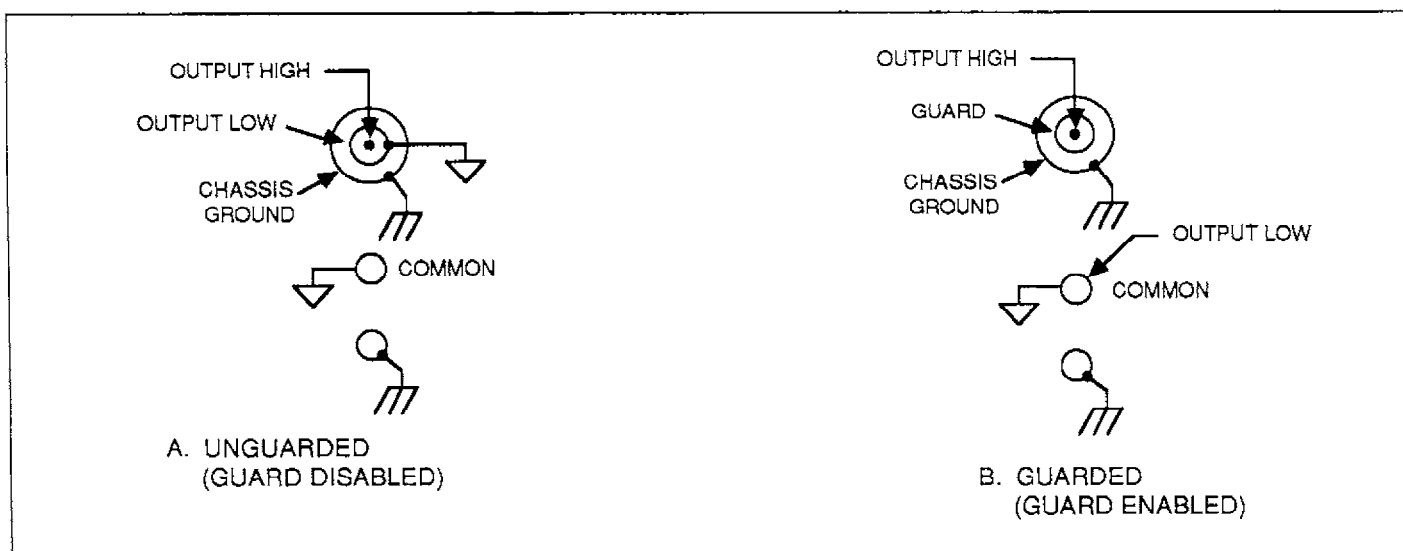 OUTPUT HIGH
OUTPUT LOW
CHASSIS
GROUND
COMMON
A. UNGUARDED
(GUARD DISABLED)
OUTPUT HIGH
GUARD
CHASSIS
GROUND
OUTPUT LOW
COMMON
B. GUARDED
(GUARD ENABLED)